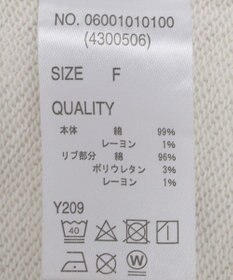 NO. 06001010100
(4300506)
SIZE F
QUALITY
本体 綿 99%
レーヨン 1%
リブ部分 綿 96%
ポリウレタン 3%
レーヨン 1%
Y209
40
W